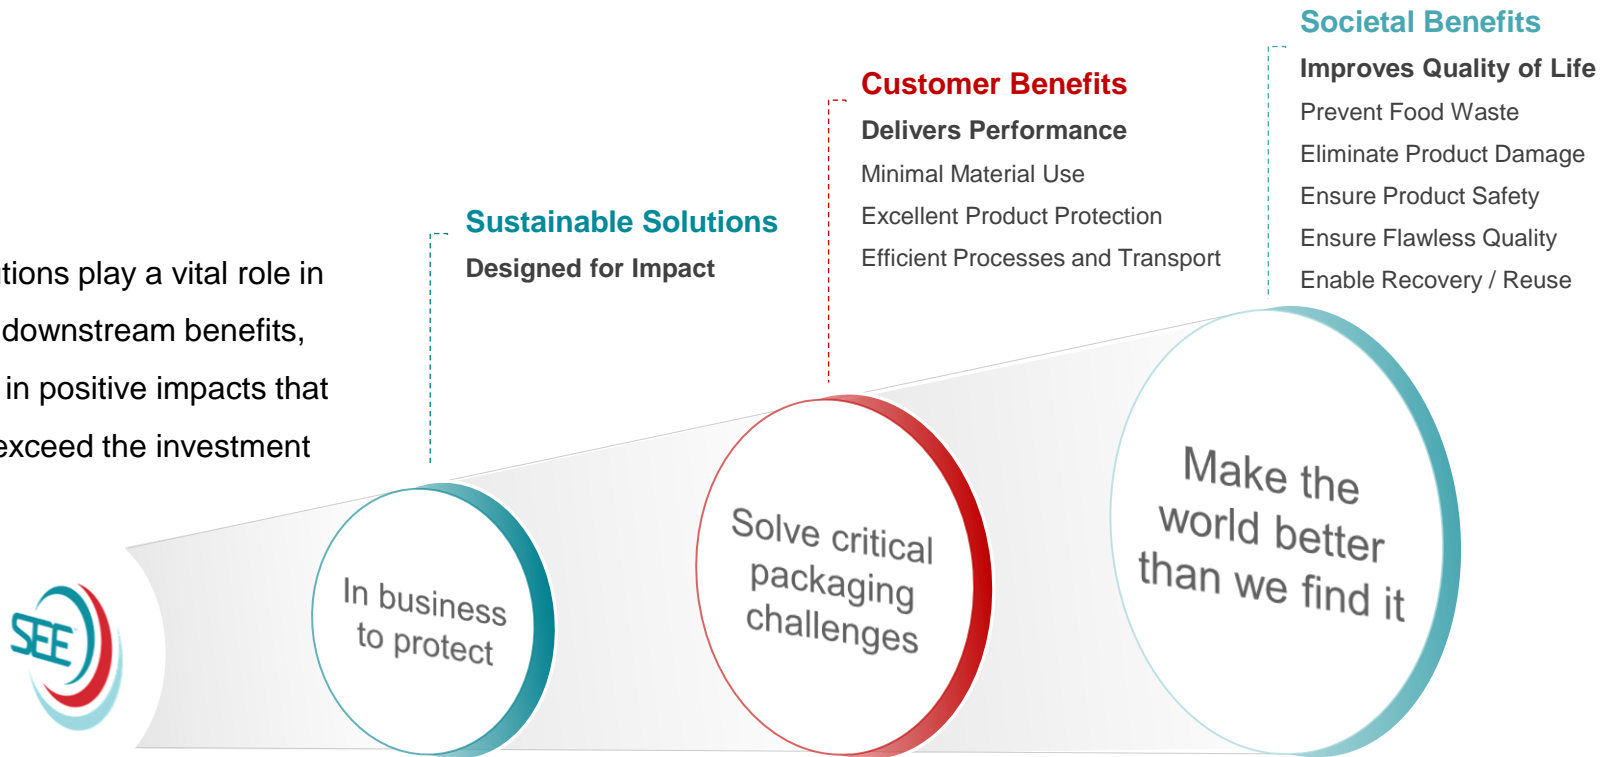 Societal Benefits
Improves Quality of Life
Prevent Food Waste
Eliminate Product Damage
Ensure Product Safety
Ensure Flawless Quality
Enable Recovery / Reuse
Customer Benefits
Delivers Performance
Minimal Material Use
Excellent Product Protection
Efficient Processes and Transport
Sustainable Solutions
Designed for Impact
play a vital role in
downstream benefits,
in positive impacts that
exceed the investment
SEE
In business
to protect
Solve critical
packaging
challenges
Make the
world better
than we find it